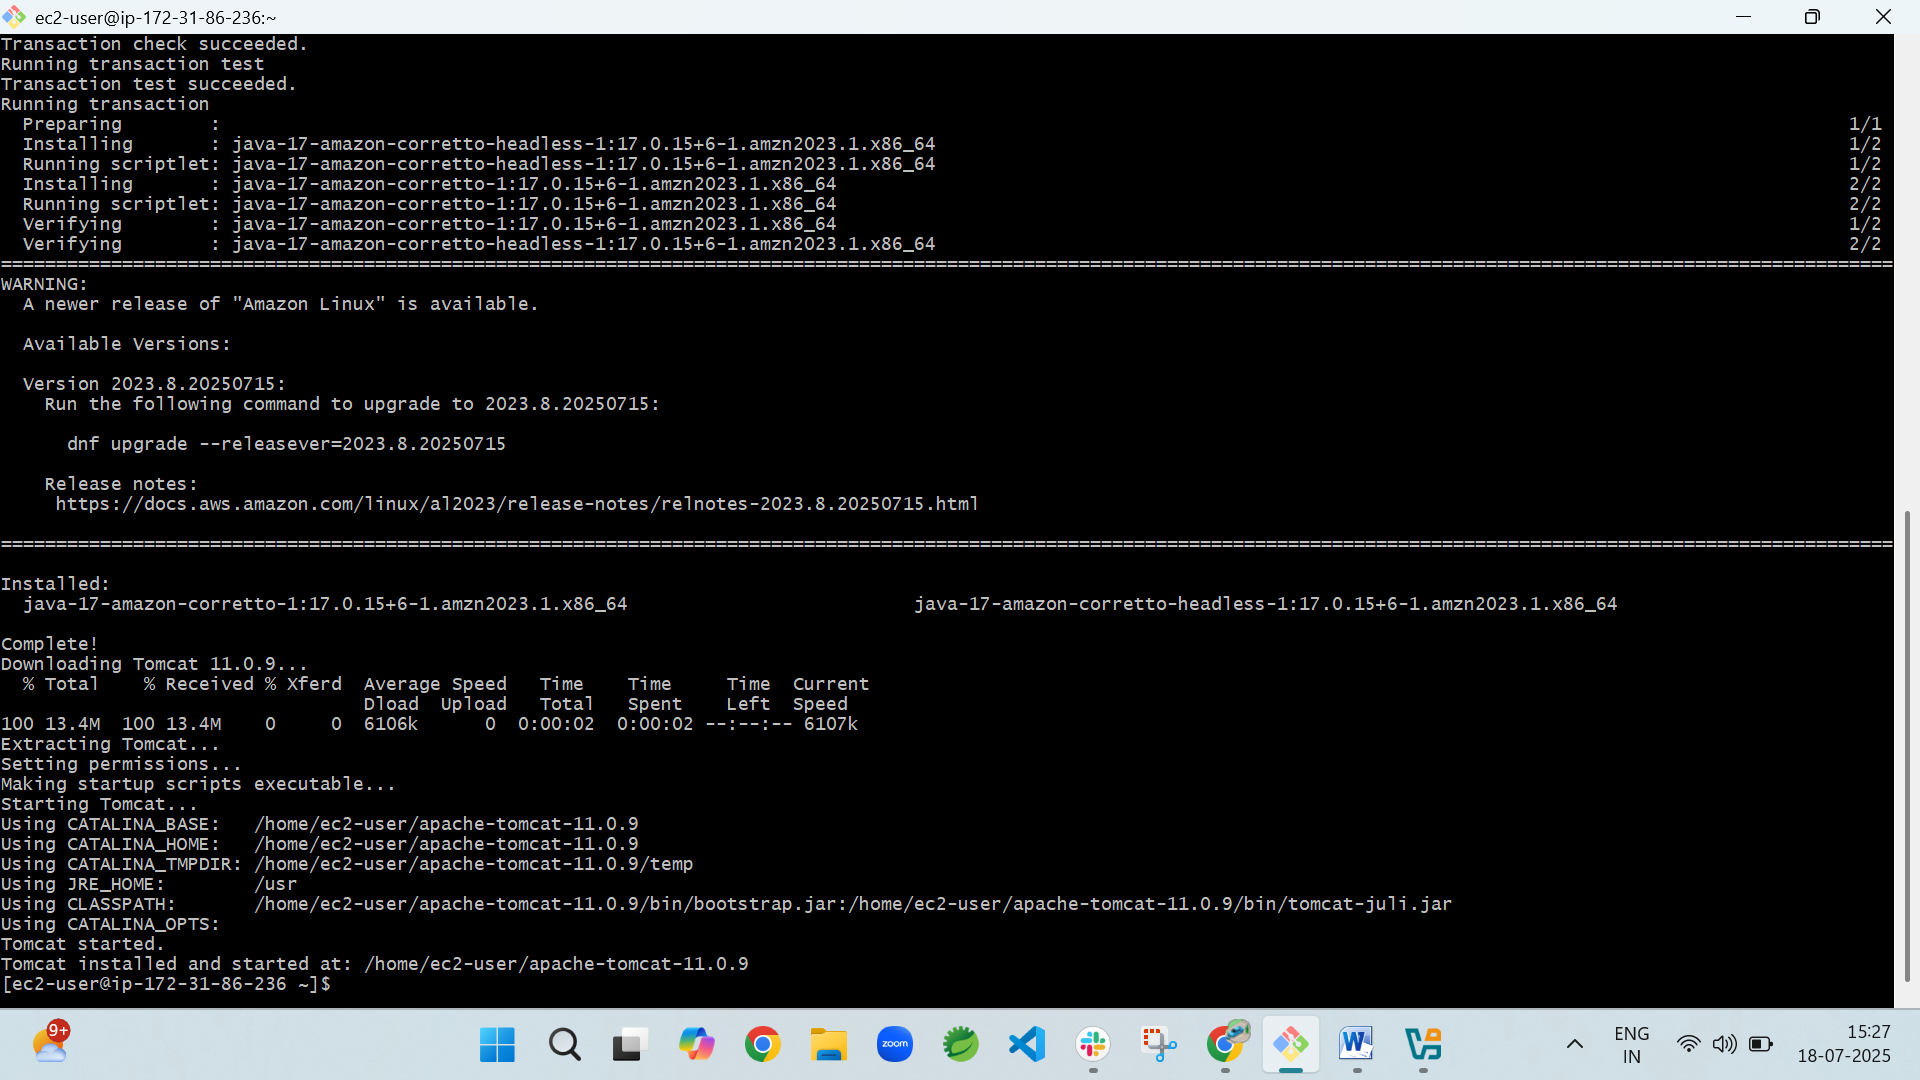 ec2-user@ip-172-31-86-236:~
Transaction check succeeded.
Running transaction test
Transaction test succeeded.
Running transaction
  Preparing        :                                                                 1/1
  Installing       : java-17-amazon-corretto-headless-1:17.0.15+6-1.amzn2023.1.x86_64    1/2
  Running scriptlet: java-17-amazon-corretto-headless-1:17.0.15+6-1.amzn2023.1.x86_64    1/2
  Installing       : java-17-amazon-corretto-1:17.0.15+6-1.amzn2023.1.x86_64    2/2
  Running scriptlet: java-17-amazon-corretto-1:17.0.15+6-1.amzn2023.1.x86_64    2/2
  Verifying        : java-17-amazon-corretto-1:17.0.15+6-1.amzn2023.1.x86_64    1/2
  Verifying        : java-17-amazon-corretto-headless-1:17.0.15+6-1.amzn2023.1.x86_64    2/2
WARNING:
  A newer release of "Amazon Linux" is available.
  Available Versions:
  Version 2023.8.20250715:
    Run the following command to upgrade to 2023.8.20250715:
      dnf upgrade --releasever=2023.8.20250715
    Release notes:
     https://docs.aws.amazon.com/linux/al2023/release-notes/relnotes-2023.8.20250715.html
Installed:
  java-17-amazon-corretto-1:17.0.15+6-1.amzn2023.1.x86_64    java-17-amazon-corretto-headless-1:17.0.15+6-1.amzn2023.1.x86_64
Complete!
Downloading Tomcat 11.0.9...
  % Total    % Received % Xferd  Average Speed   Time    Time     Time  Current
                                 Dload  Upload   Total   Spent    Left  Speed
100 13.4M  100 13.4M    0     0  6106k      0  0:00:02  0:00:02 --:--:-- 6107k
Extracting Tomcat...
Setting permissions...
Making startup scripts executable...
Starting Tomcat...
Using CATALINA_BASE:   /home/ec2-user/apache-tomcat-11.0.9
Using CATALINA_HOME:   /home/ec2-user/apache-tomcat-11.0.9
Using CATALINA_TMPDIR: /home/ec2-user/apache-tomcat-11.0.9/temp
Using JRE_HOME:        /usr
Using CLASSPATH:       /home/ec2-user/apache-tomcat-11.0.9/bin/bootstrap.jar:/home/ec2-user/apache-tomcat-11.0.9/bin/tomcat-juli.jar
Using CATALINA_OPTS:
Tomcat started.
Tomcat installed and started at: /home/ec2-user/apache-tomcat-11.0.9
[ec2-user@ip-172-31-86-236 ~]$
9+
zoom
W
ENG
IN
15:27
18-07-2025